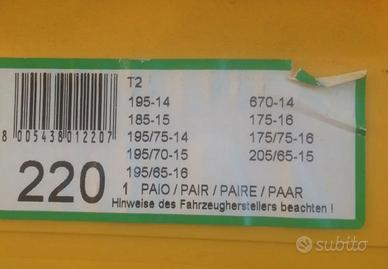 T2
195-14 670-14
185-15 175-16
195/75-14 175/75-16
195/70-15 205/65-15
195/65-16
8 005438 012207
220
1 PAIO / PAIR / PAIRE / PAAR
Hinweise des Fahrzeugherstellers beachten !
subito